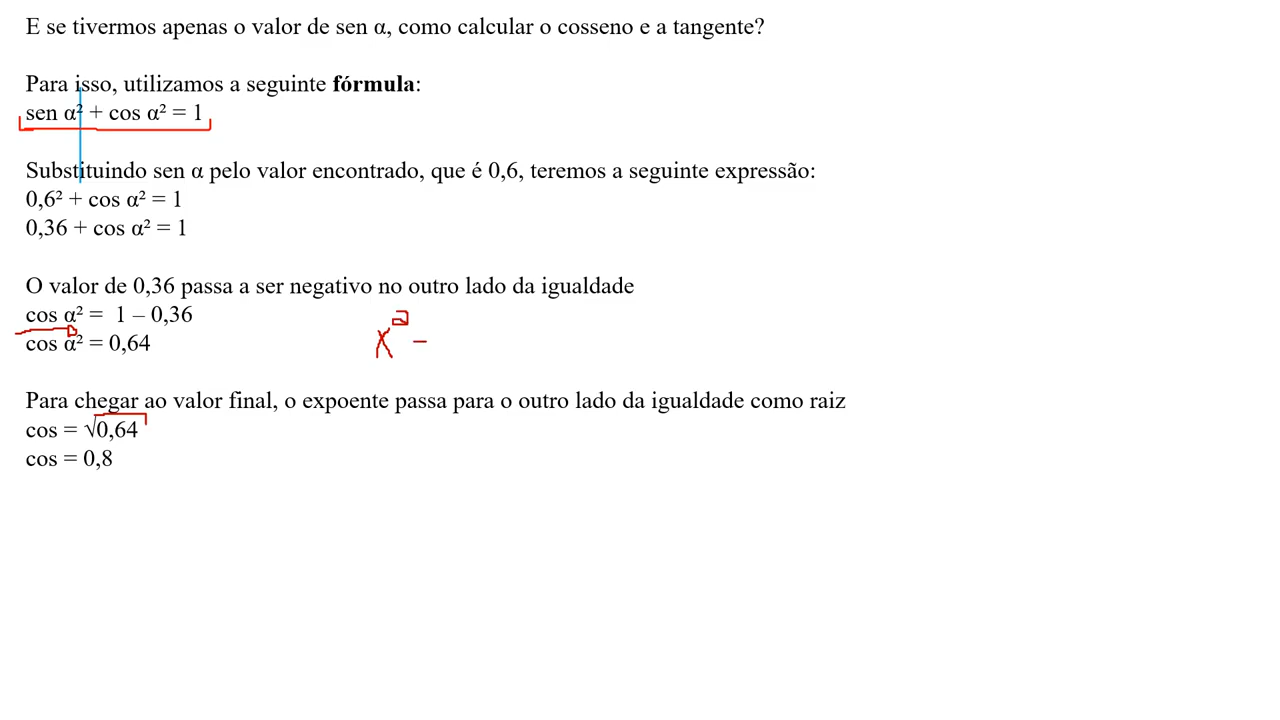 E se tivermos apenas o valor de sen α, como calcular o cosseno e a tangente?
Para isso, utilizamos a seguinte fórmula:
sen α² + cos α² = 1
Substituindo sen α pelo valor encontrado, que é 0,6, teremos a seguinte expressão:
0,6² + cos α² = 1
0,36 + cos α² = 1
O valor de 0,36 passa a ser negativo no outro lado da igualdade
cos α² = 1 – 0,36
cos α² = 0,64
x² -
Para chegar ao valor final, o expoente passa para o outro lado da igualdade como raiz
cos = √0,64
cos = 0,8